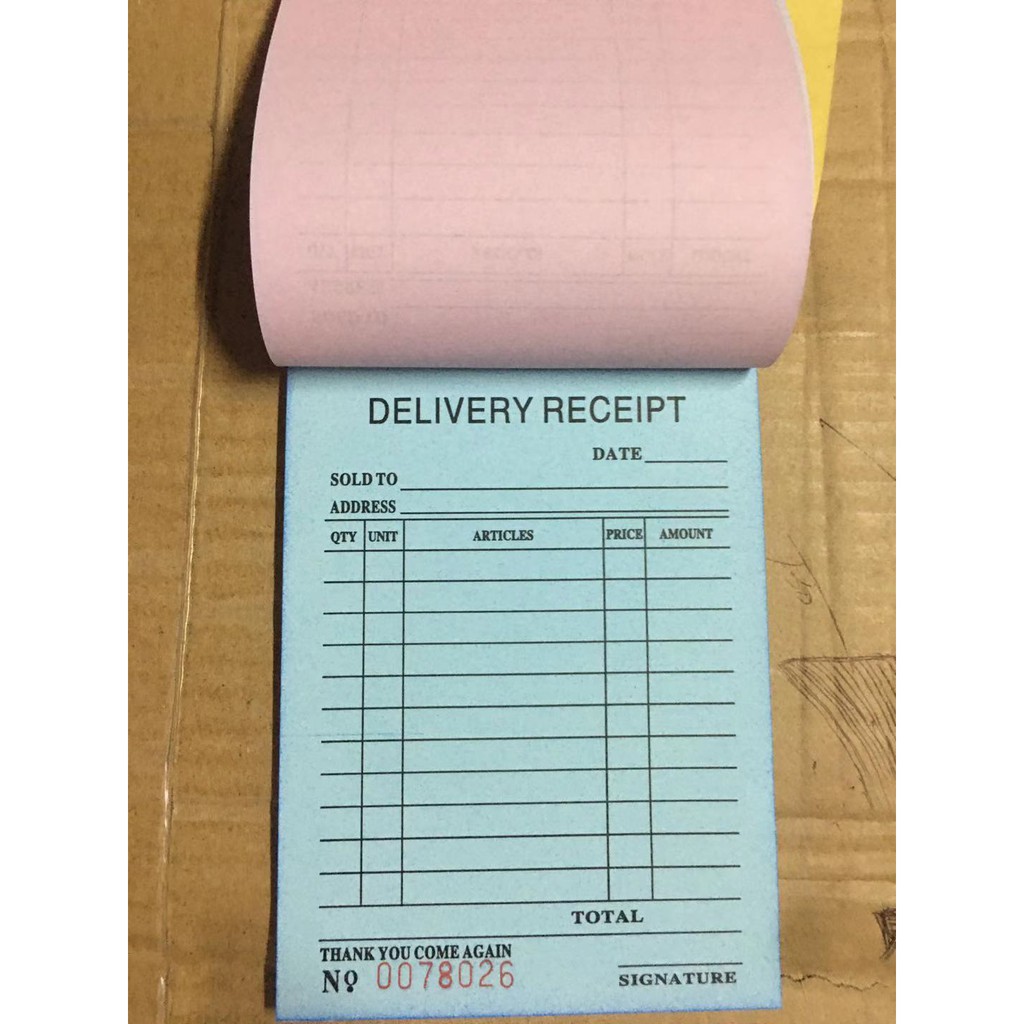 DELIVERY RECEIPT
DATE
SOLD TO
ADDRESS
QTY UNIT ARTICLES PRICE AMOUNT
TOTAL
THANK YOU COME AGAIN
Nº 0078026
SIGNATURE